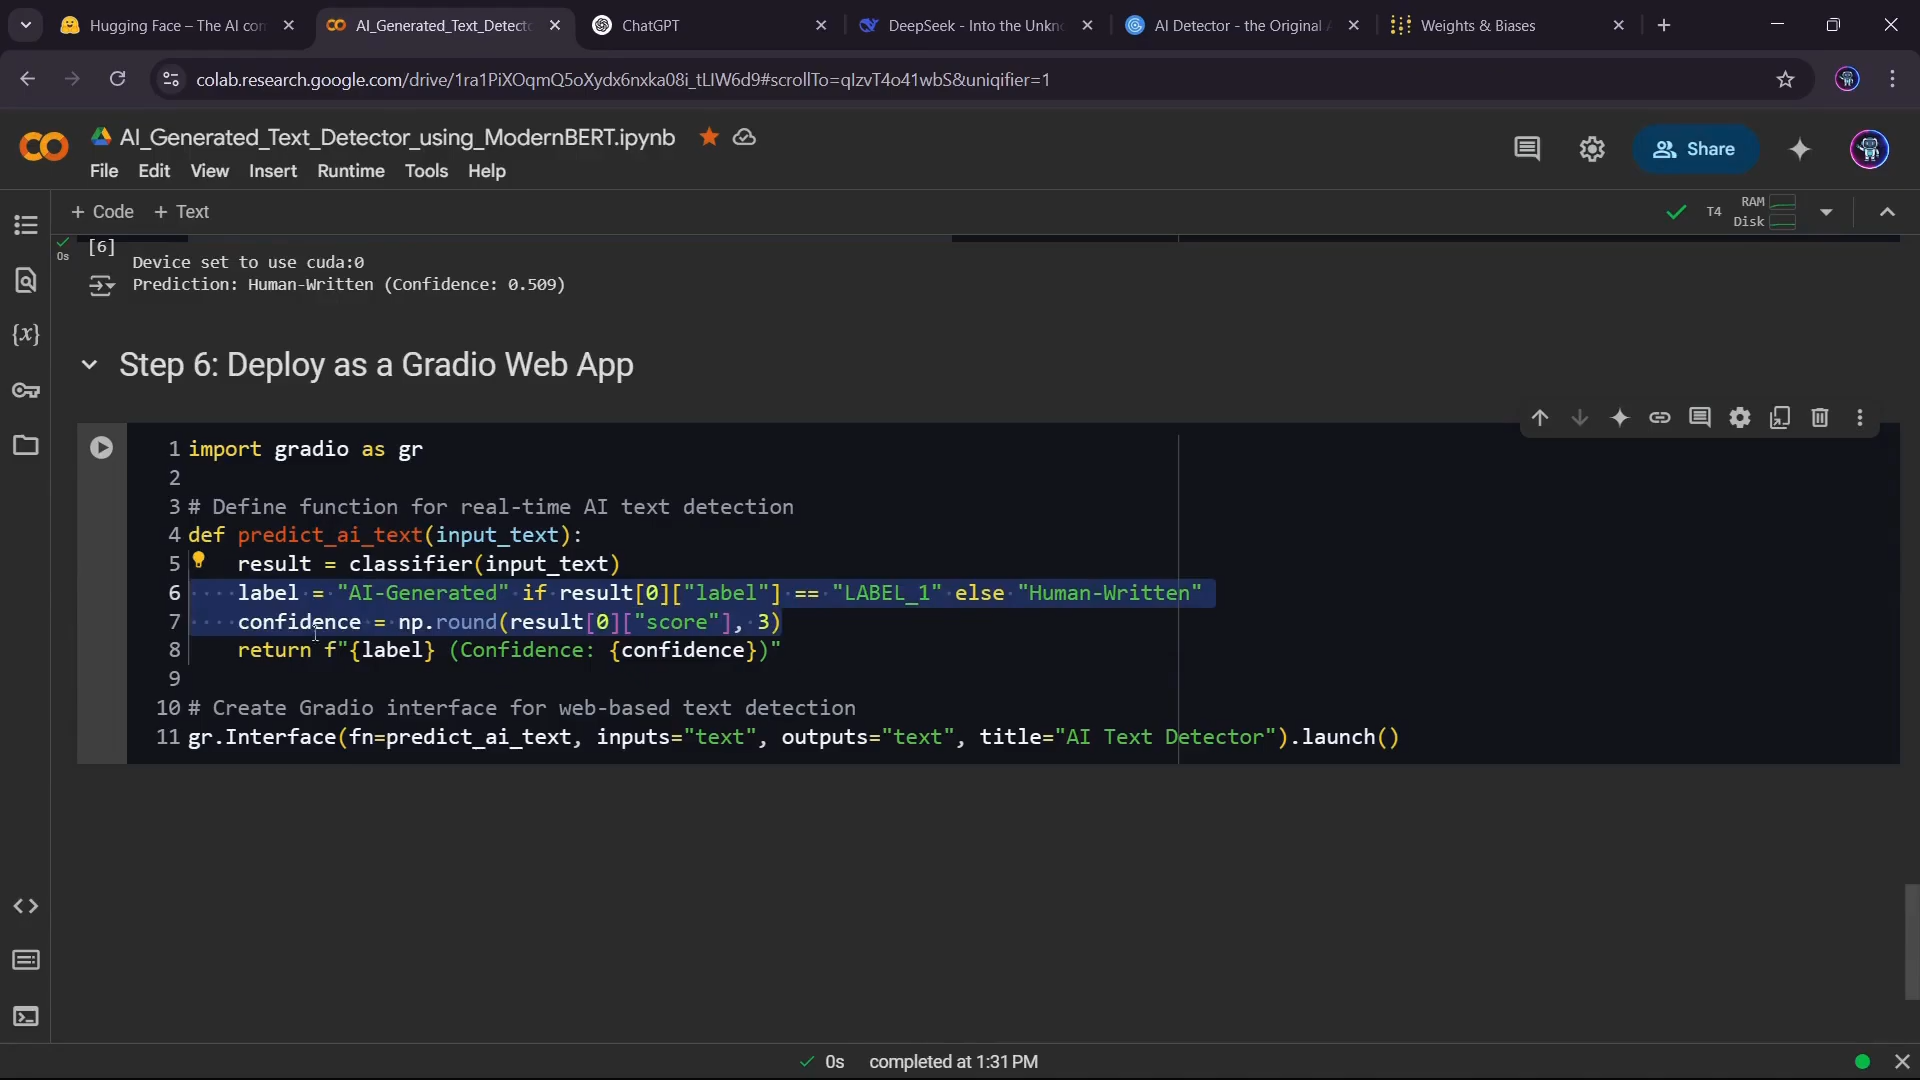 Hugging Face – The AI con
AI_Generated_Text_Detecto
ChatGPT
DeepSeek - Into the Unkno
AI Detector - the Original A
Weights & Biases
colab.research.google.com/drive/1ra1PiXOqmQ5oXydx6nxka08i_tLIW6d9#scrollTo=qIzvT4o41wbS&uniqifier=1
AI_Generated_Text_Detector_using_ModernBERT.ipynb
File Edit View Insert Runtime Tools Help
Share
+ Code + Text
T4 RAM
Disk
[6]
0s
Device set to use cuda:0
Prediction: Human-Written (Confidence: 0.509)
Step 6: Deploy as a Gradio Web App
1 import gradio as gr
2
3 # Define function for real-time AI text detection
4 def predict_ai_text(input_text):
5 result = classifier(input_text)
6 label = "AI-Generated" if result[0]["label"] == "LABEL_1" else "Human-Written"
7 confidence = np.round(result[0]["score"], 3)
8 return f"{label} (Confidence: {confidence})"
9
10 # Create Gradio interface for web-based text detection
11 gr.Interface(fn=predict_ai_text, inputs="text", outputs="text", title="AI Text Detector").launch()
0s completed at 1:31 PM